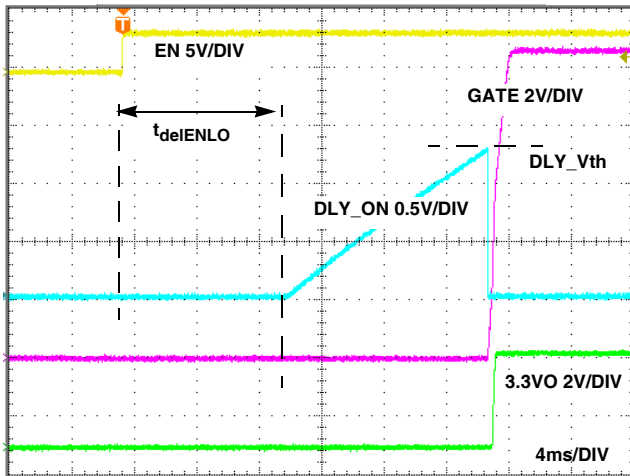 T
EN 5V/DIV
GATE 2V/DIV
tdelENLO
DLY_Vth
DLY_ON 0.5V/DIV
3.3VO 2V/DIV
4ms/DIV